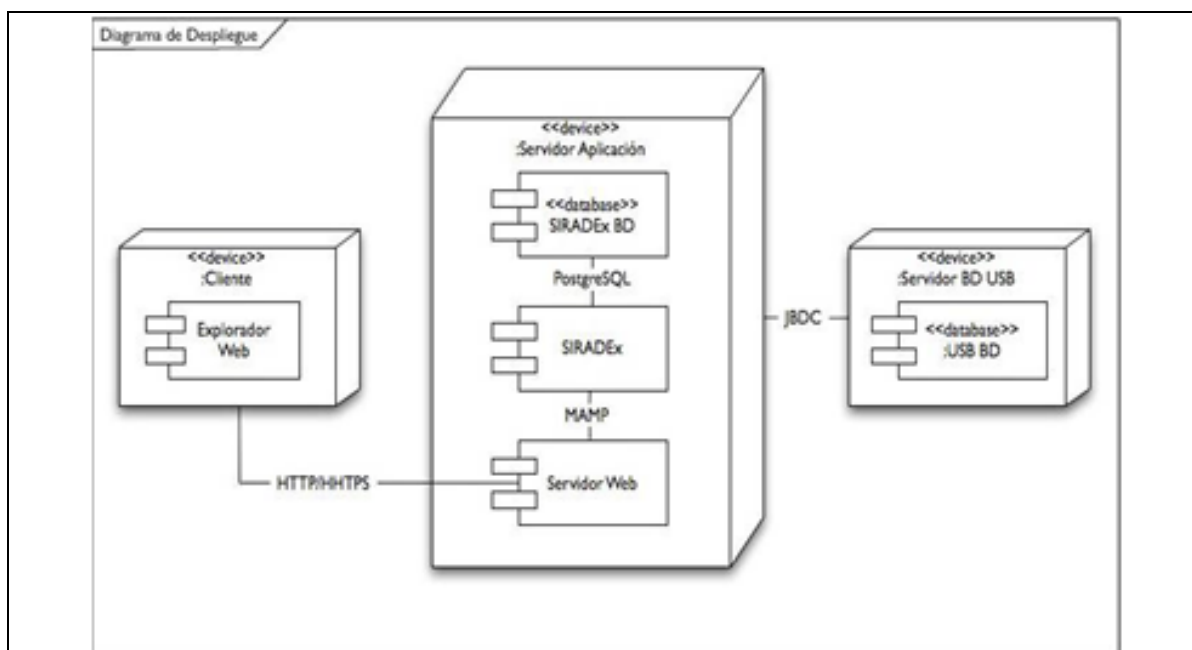 Diagrama de Despliegue
<<device>>
:Cliente
Explorador
Web
HTTP/HHTPS
<<device>>
:Servidor Aplicación
<<database>>
SIRADEx BD
PostgreSQL
SIRADEx
MAMP
Servidor Web
JBDC
<<device>>
:Servidor BD USB
<<database>>
:USB BD